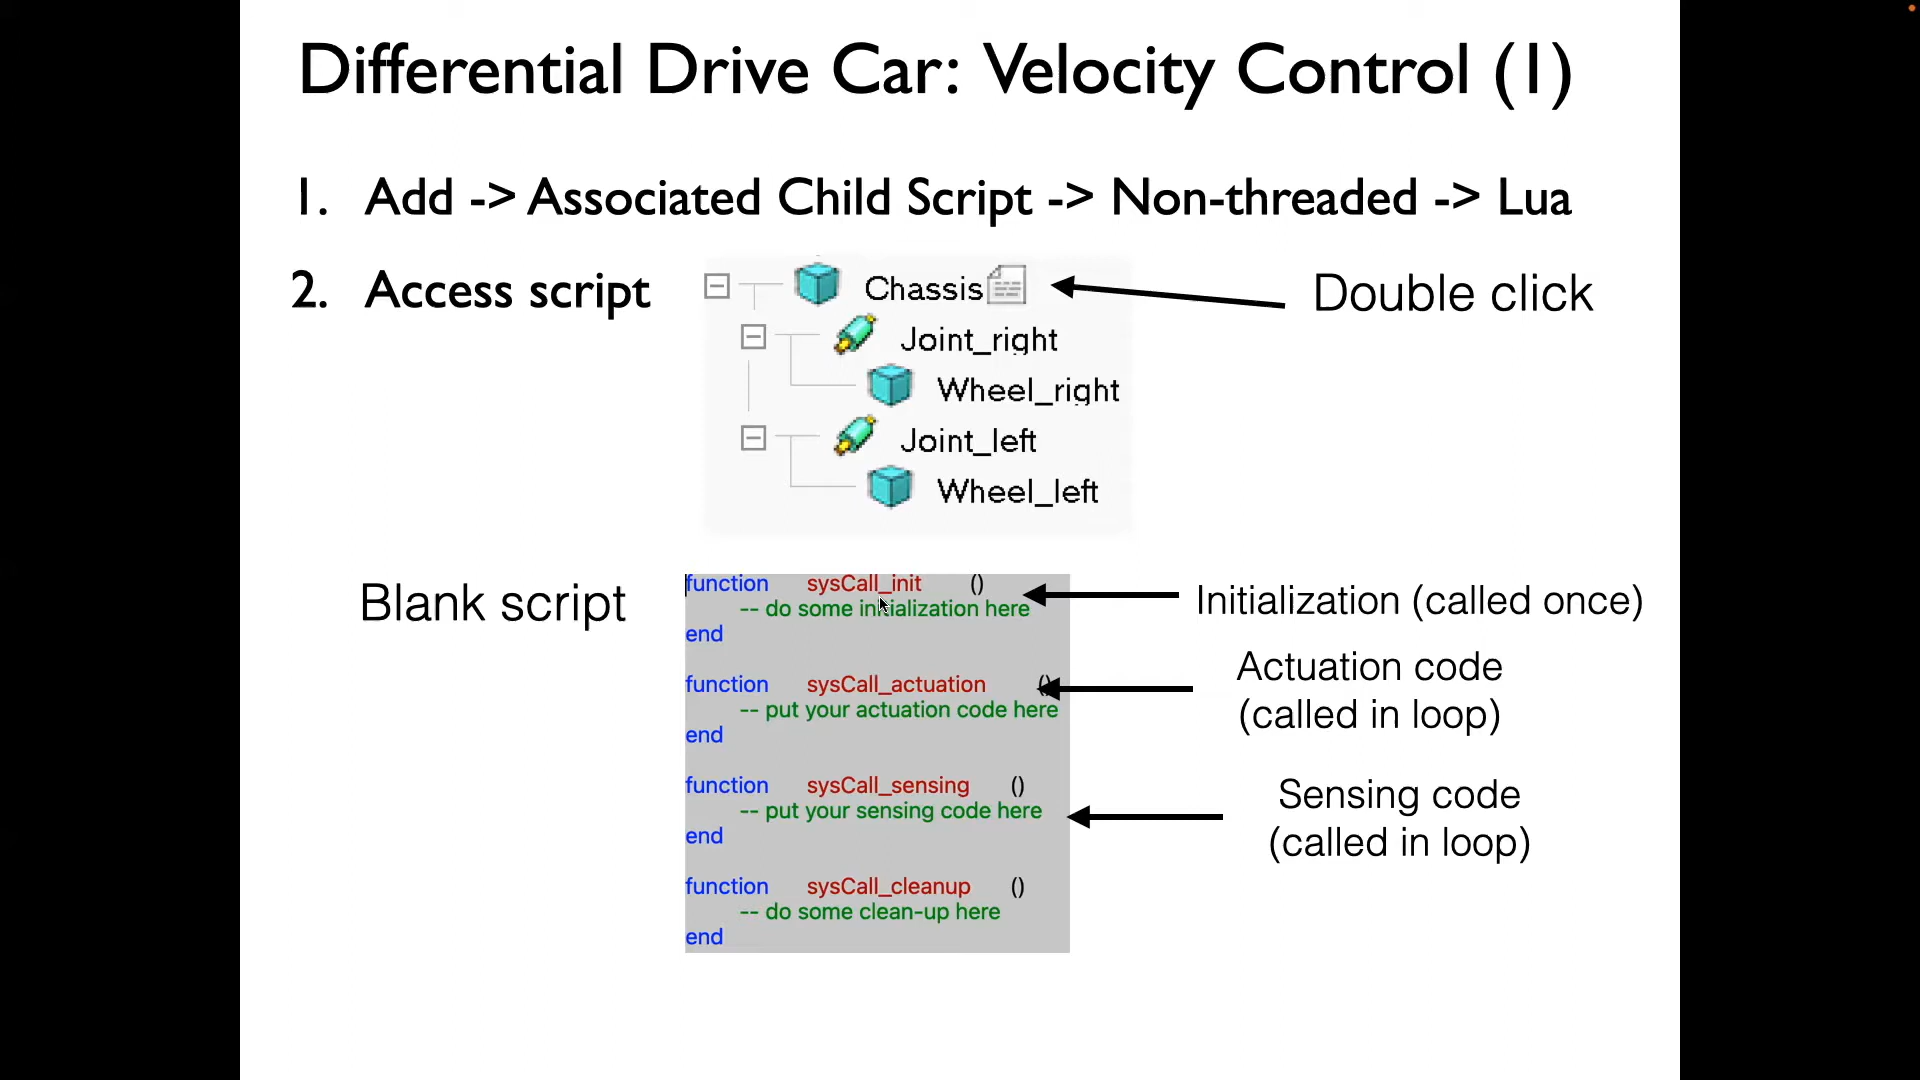 Differential Drive Car: Velocity Control (1)
1. Add -> Associated Child Script -> Non-threaded -> Lua
2. Access script
Chassis
Joint_right
Wheel_right
Joint_left
Wheel_left
Double click
Blank script
function sysCall_init ()
-- do some initialization here
end
function sysCall_actuation ()
-- put your actuation code here
end
function sysCall_sensing ()
-- put your sensing code here
end
function sysCall_cleanup ()
-- do some clean-up here
end
Initialization (called once)
Actuation code
(called in loop)
Sensing code
(called in loop)